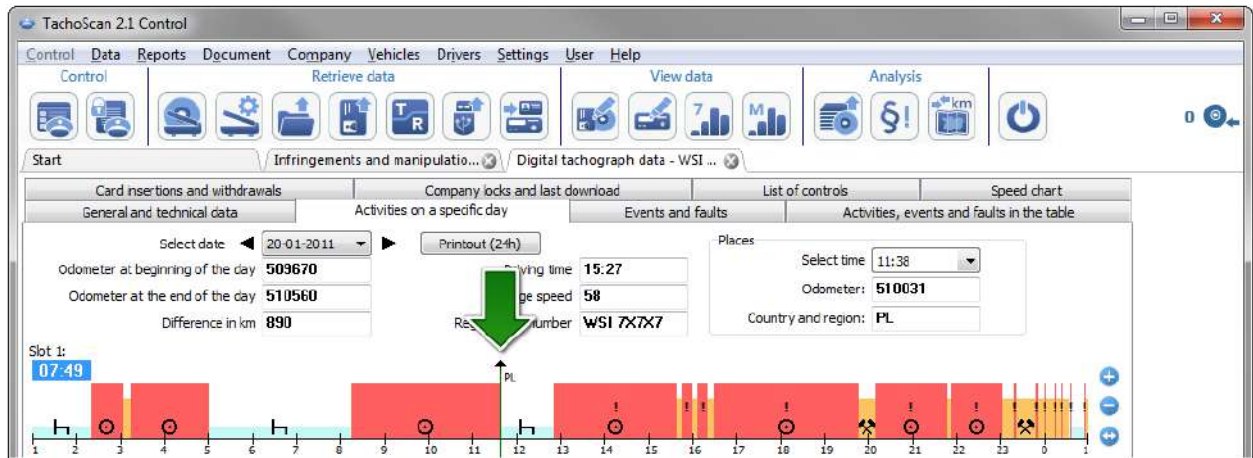 TachoScan 2.1 Control
Control Data Reports Document Company Vehicles Drivers Settings User Help
Control Retrieve data View data Analysis
7 M §! km
T R
0
Start Infringements and manipulatio... Digital tachograph data - WSI ...
Card insertions and withdrawals Company locks and last download List of controls Speed chart
General and technical data Activities on a specific day Events and faults Activities, events and faults in the table
Select date 20-01-2011 Printout (24h) Places
Select time 11:38
Odometer at beginning of the day 509670 time 15:27
Odometer: 510031
Odometer at the end of the day 510560 speed 58
Country and region: PL
Difference in km 890 number WSI 7X7X7
Slot 1:
07:49
PL
! ! ! ! ! ! ! ! ! ! ! !
1 2 3 4 5 6 7 8 9 10 11 12 13 14 15 16 17 18 19 20 21 22 23 0 1